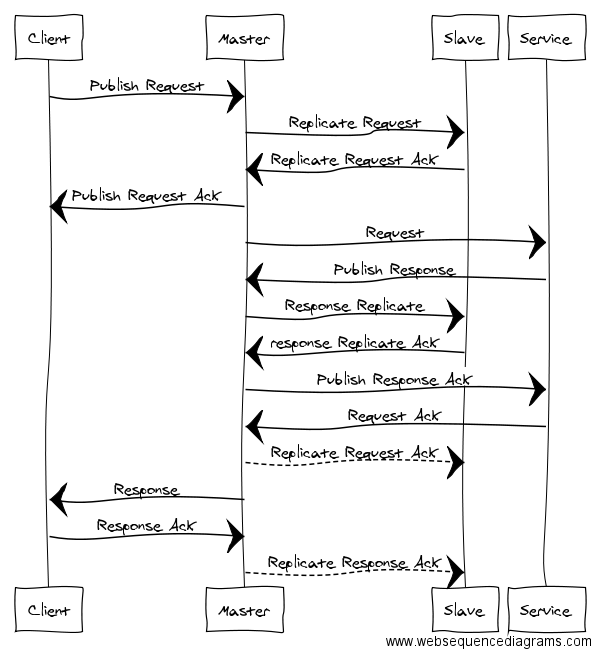 Client Master Slave Service
Publish Request
Replicate Request
Replicate Request Ack
Publish Request Ack
Request
Publish Response
Response Replicate
response Replicate Ack
Publish Response Ack
Request Ack
Replicate Request Ack
Response
Response Ack
Replicate Response Ack
Client Master Slave Service
www.websequencediagrams.com